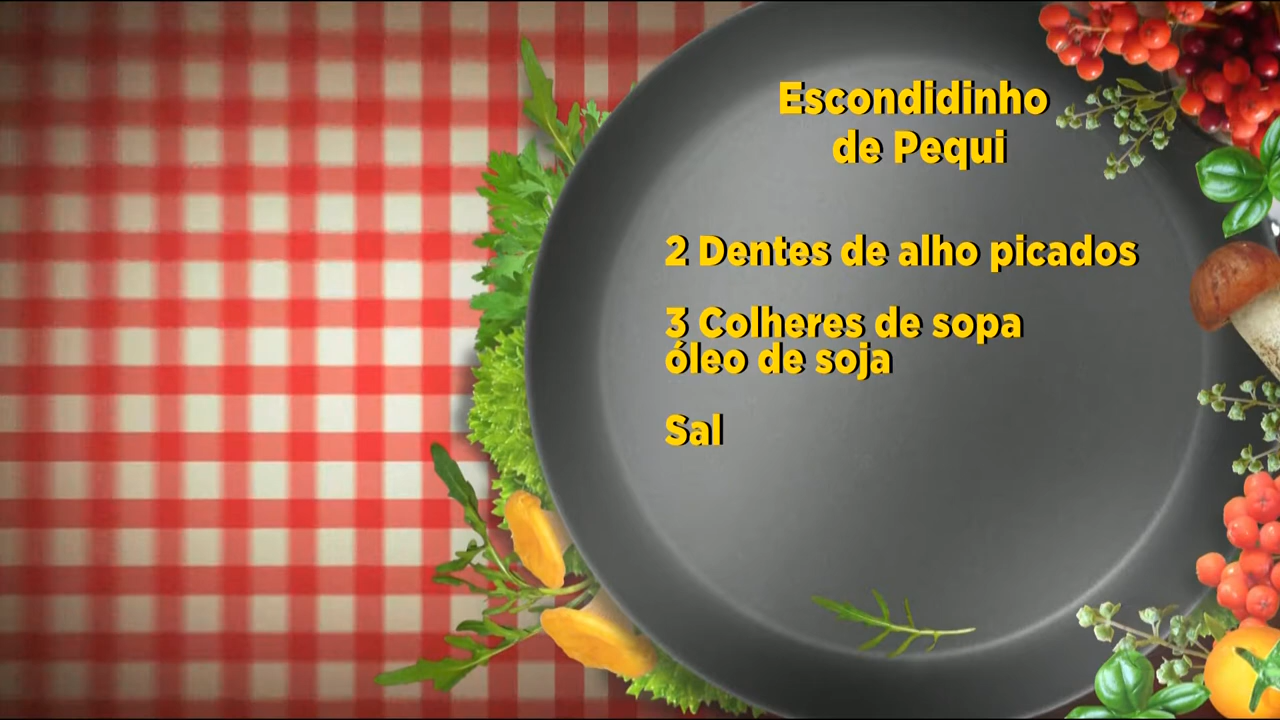 Escondidinho
de Pequi
2 Dentes de alho picados
3 Colheres de sopa
óleo de soja
Sal